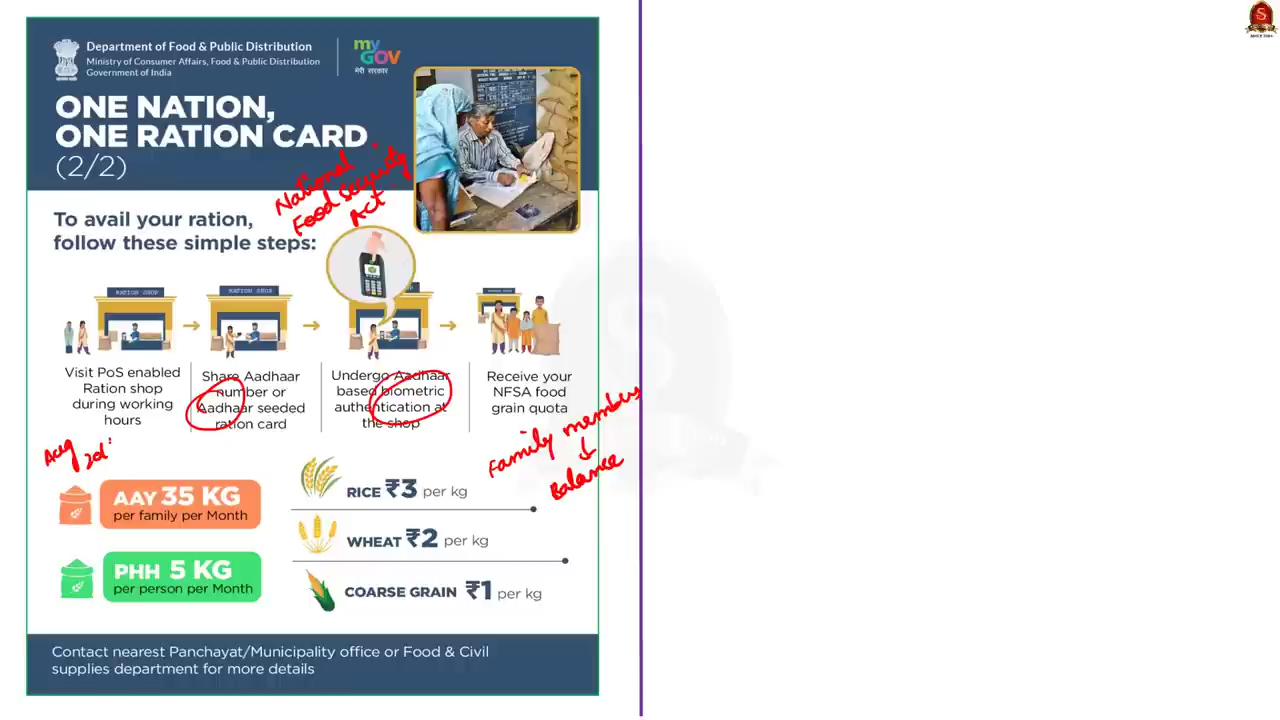 Department of Food & Public Distribution
Ministry of Consumer Affairs, Food & Public Distribution
Government of India
my
GOV
मेरी सरकार
ONE NATION,
ONE RATION CARD
(2/2)
National
Food Security
Act
To avail your ration,
follow these simple steps:
RATION SHOP
RATION SHOP
RATION SHOP
Visit PoS enabled
Ration shop
during working
hours
Share Aadhaar
number or
Aadhaar seeded
ration card
Undergo Aadhaar
based biometric
authentication at
the shop
Receive your
NFSA food
grain quota
Family members
↓
Balance
AAY 35 KG
per family per Month
PHH 5 KG
per person per Month
RICE ₹3 per kg
WHEAT ₹2 per kg
COARSE GRAIN ₹1 per kg
Contact nearest Panchayat/Municipality office or Food & Civil
supplies department for more details
S